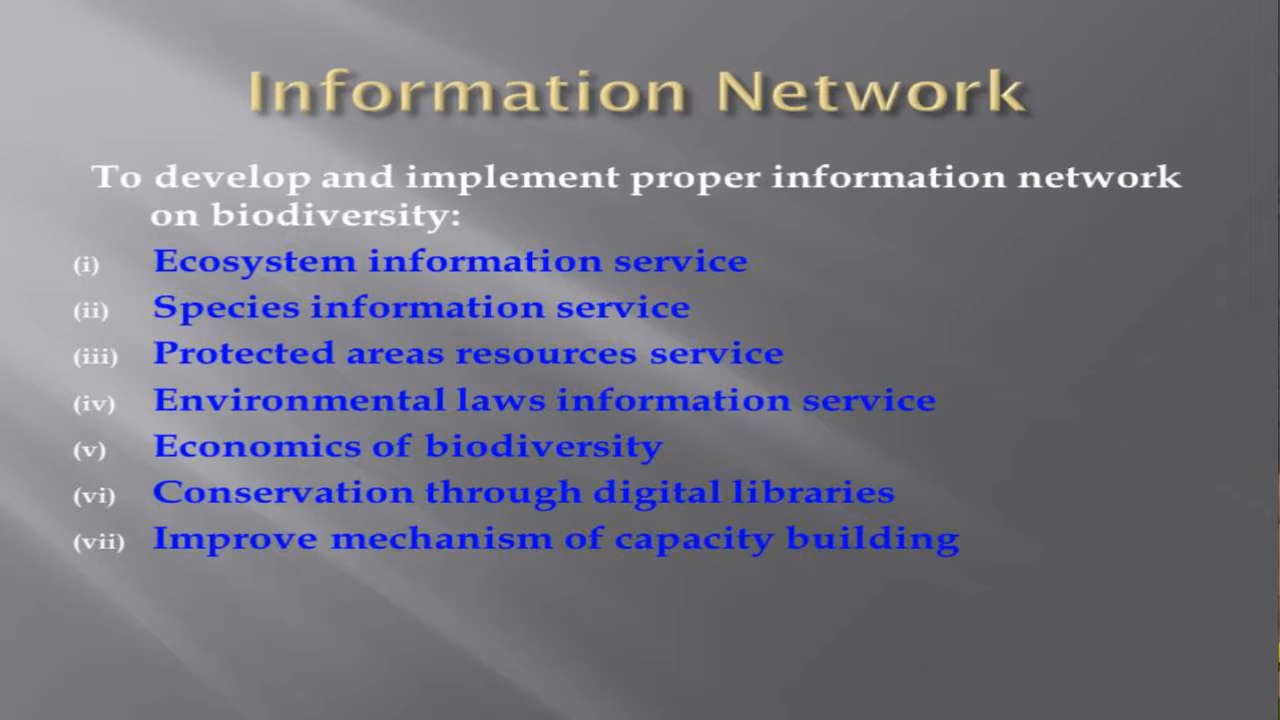 Information Network
To develop and implement proper information network
on biodiversity:
(i) Ecosystem information service
(ii) Species information service
(iii) Protected areas resources service
(iv) Environmental laws information service
(v) Economics of biodiversity
(vi) Conservation through digital libraries
(vii) Improve mechanism of capacity building